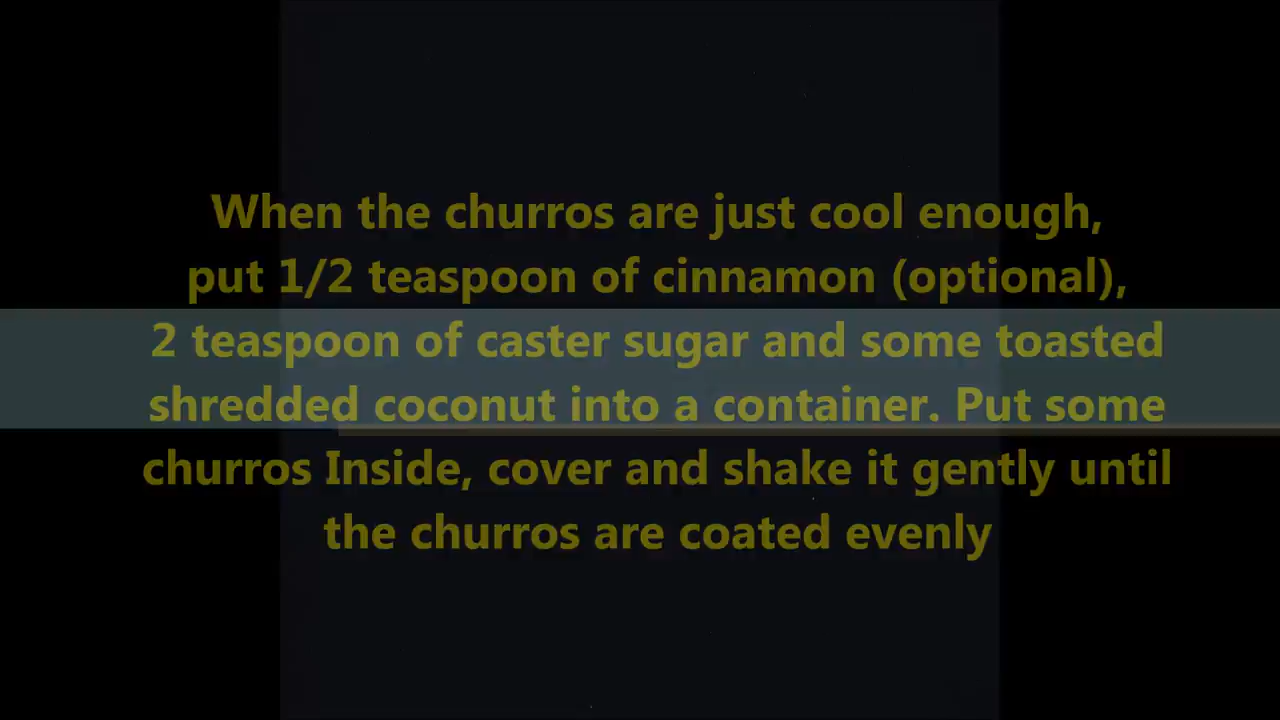 When the churros are just cool enough,
put 1/2 teaspoon of cinnamon (optional),
2 teaspoon of caster sugar and some toasted
shredded coconut into a container. Put some
churros Inside, cover and shake it gently until
the churros are coated evenly